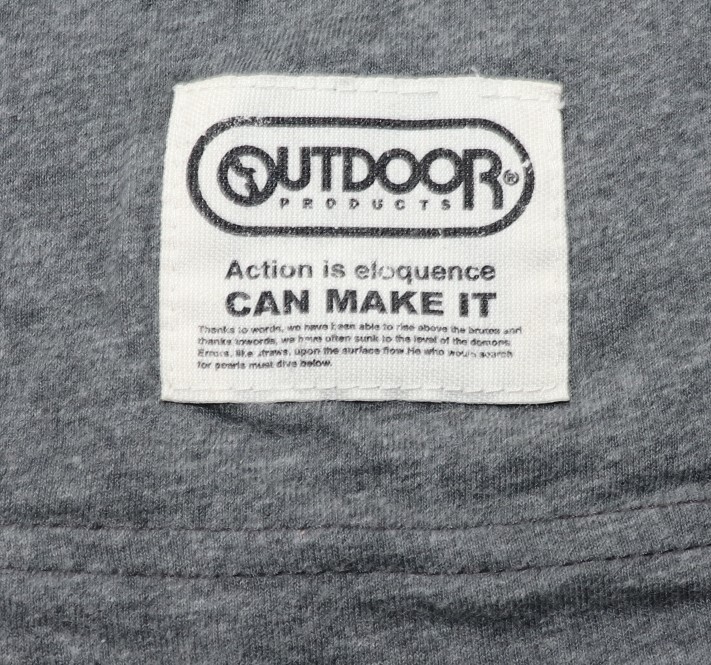 OUTDOOR®
PRODUCTS
Action is eloquence
CAN MAKE IT
Thanks to words, we have been able to rise above the brutes and
thanks towords, we have often sunk to the level of the demons.
Errors, like straws, upon the surface flow.He who would search
for pearls must dive below.